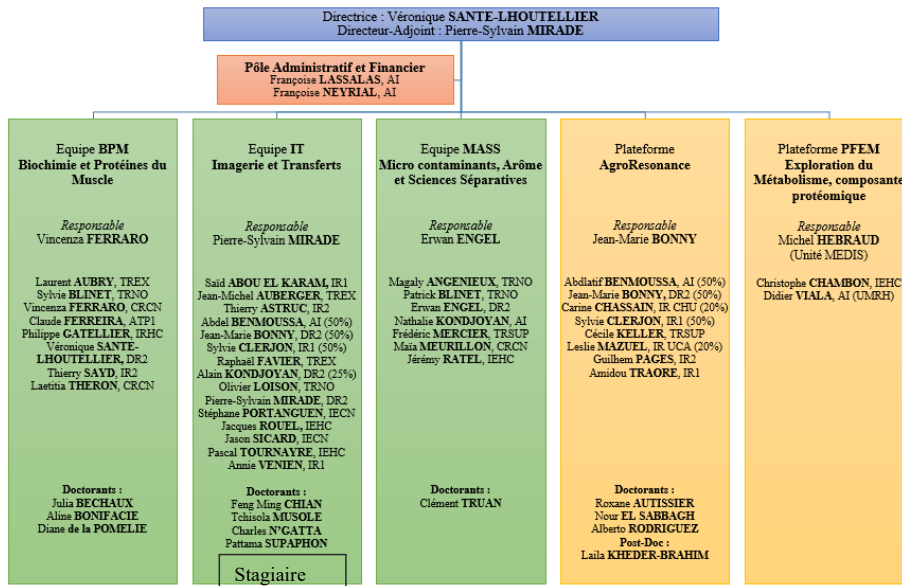 Directrice : Véronique SANTE-LHOUTELLIER
Directeur-Adjoint : Pierre-Sylvain MIRADE
Pôle Administratif et Financier
Françoise LASSALAS, AI
Françoise NEYRIAL, AI
Equipe BPM
Biochimie et Protéines du
Muscle
Responsable
Vincenza FERRARO
Laurent AUBRY, TREX
Sylvie BLINET, TRNO
Vincenza FERRARO, CRCN
Claude FERREIRA, ATP1
Philippe GATELLIER, IRHC
Véronique SANTE-
LHOUTELLIER, DR2
Thierry SAYD, IR2
Laetitia THERON, CRCN
Doctorants :
Julia BECHAUX
Aline BONIFACIE
Diane de la POMELIE
Equipe IT
Imagerie et Transferts
Responsable
Pierre-Sylvain MIRADE
Saïd ABOU EL KARAM, IR1
Jean-Michel AUBERGER, TREX
Thierry ASTRUC, IR2
Abdel BENMOUSSA, AI (50%)
Jean-Marie BONNY, DR2 (50%)
Sylvie CLERJON, IR1 (50%)
Raphaël FAVIER, TREX
Alain KONDJOYAN, DR2 (25%)
Olivier LOISON, TRNO
Pierre-Sylvain MIRADE, DR2
Stéphane PORTANGUEN, IECN
Jacques ROUEL, IEHC
Jason SICARD, IECN
Pascal TOURNAYRE, IEHC
Annie VENIEN, IR1
Doctorants :
Feng Ming CHIAN
Tchisola MUSOLE
Charles N'GATTA
Pattama SUPAPHON
Stagiaire
Equipe MASS
Micro contaminants, Arôme
et Sciences Séparatives
Responsable
Erwan ENGEL
Magaly ANGENIEUX, TRNO
Patrick BLINET, TRNO
Erwan ENGEL, DR2
Nathalie KONDJOYAN, AI
Frédéric MERCIER, TRSUP
Maïa MEURILLON, CRCN
Jérémy RATEL, IEHC
Doctorants :
Clément TRUAN
Plateforme
AgroResonance
Responsable
Jean-Marie BONNY
Abdlatif BENMOUSSA, AI (50%)
Jean-Marie BONNY, DR2 (50%)
Carine CHASSAIN, IR CHU (20%)
Sylvie CLERJON, IR1 (50%)
Cécile KELLER, TRSUP
Leslie MAZUEL, IR UCA (20%)
Guilhem PAGES, IR2
Amidou TRAORE, IR1
Doctorants :
Roxane AUTISSIER
Nour EL SABBAGH
Alberto RODRIGUEZ
Post-Doc :
Laila KHEDER-BRAHIM
Plateforme PFEM
Exploration du
Métabolisme, composante
protéomique
Responsable
Michel HEBRAUD
(Unité MEDIS)
Christophe CHAMBON, IEHC
Didier VIALA, AI (UMRH)